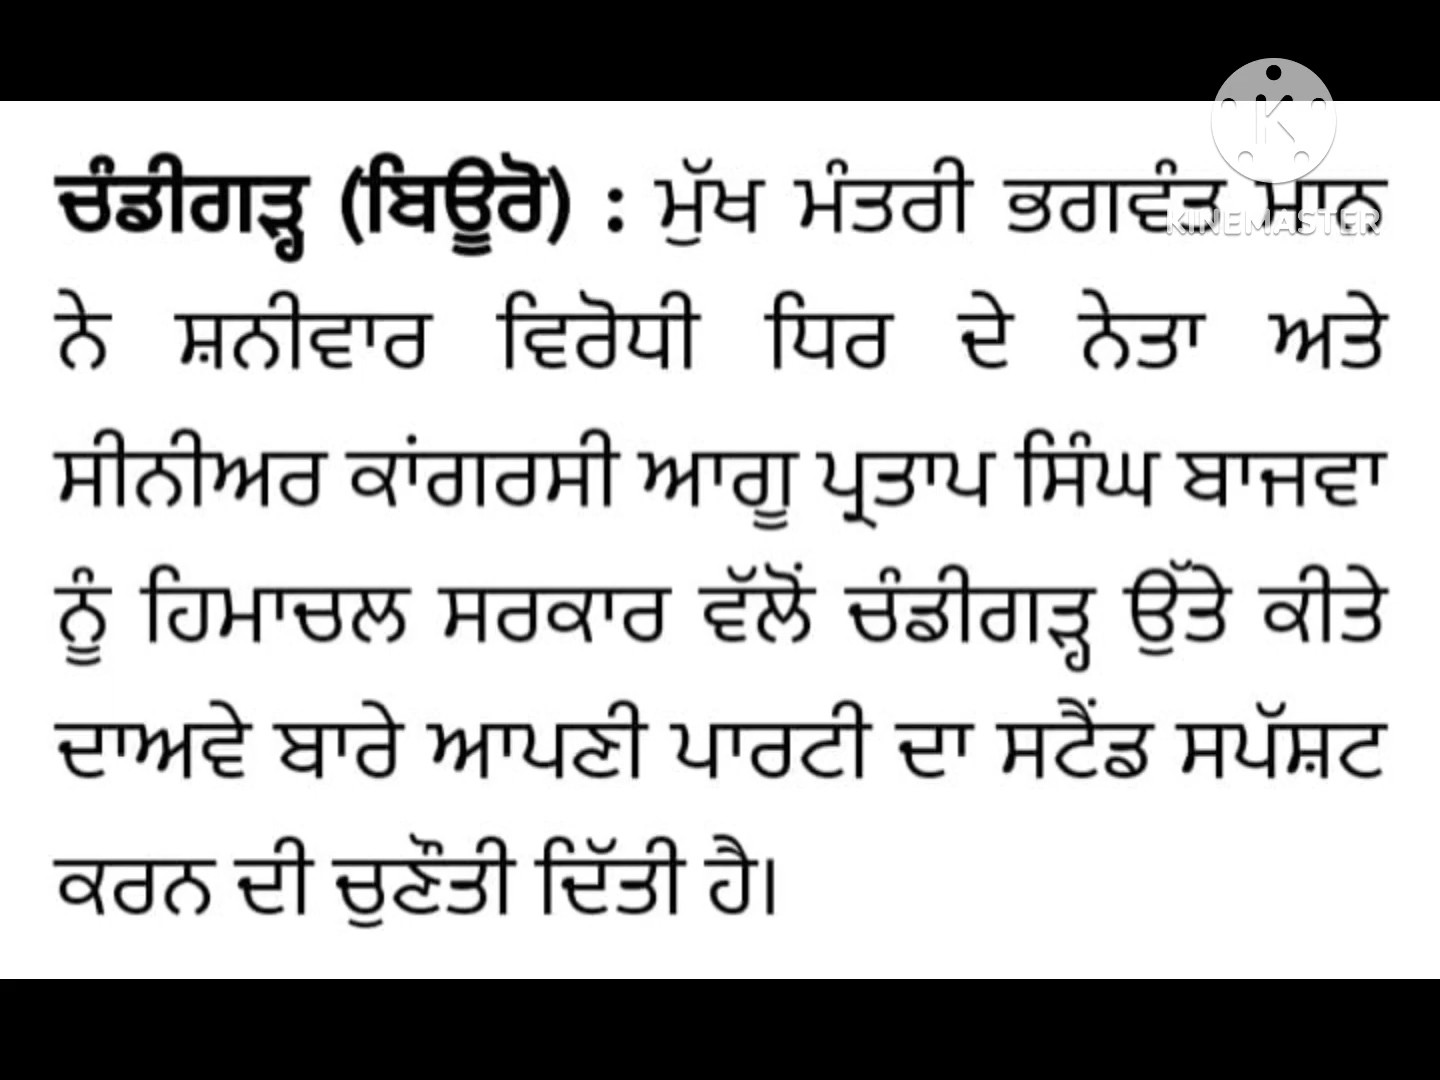 ਚੰਡੀਗੜ੍ਹ (ਬਿਊਰੋ) : ਮੁੱਖ ਮੰਤਰੀ ਭਗਵੰਤ ਮਾਨ
KINEMASTER
ਨੇ ਸ਼ਨੀਵਾਰ ਵਿਰੋਧੀ ਧਿਰ ਦੇ ਨੇਤਾ ਅਤੇ
ਸੀਨੀਅਰ ਕਾਂਗਰਸੀ ਆਗੂ ਪ੍ਰਤਾਪ ਸਿੰਘ ਬਾਜਵਾ
ਨੂੰ ਹਿਮਾਚਲ ਸਰਕਾਰ ਵੱਲੋਂ ਚੰਡੀਗੜ੍ਹ ਉੱਤੇ ਕੀਤੇ
ਦਾਅਵੇ ਬਾਰੇ ਆਪਣੀ ਪਾਰਟੀ ਦਾ ਸਟੈਂਡ ਸਪੱਸ਼ਟ
ਕਰਨ ਦੀ ਚੁਣੌਤੀ ਦਿੱਤੀ ਹੈ।